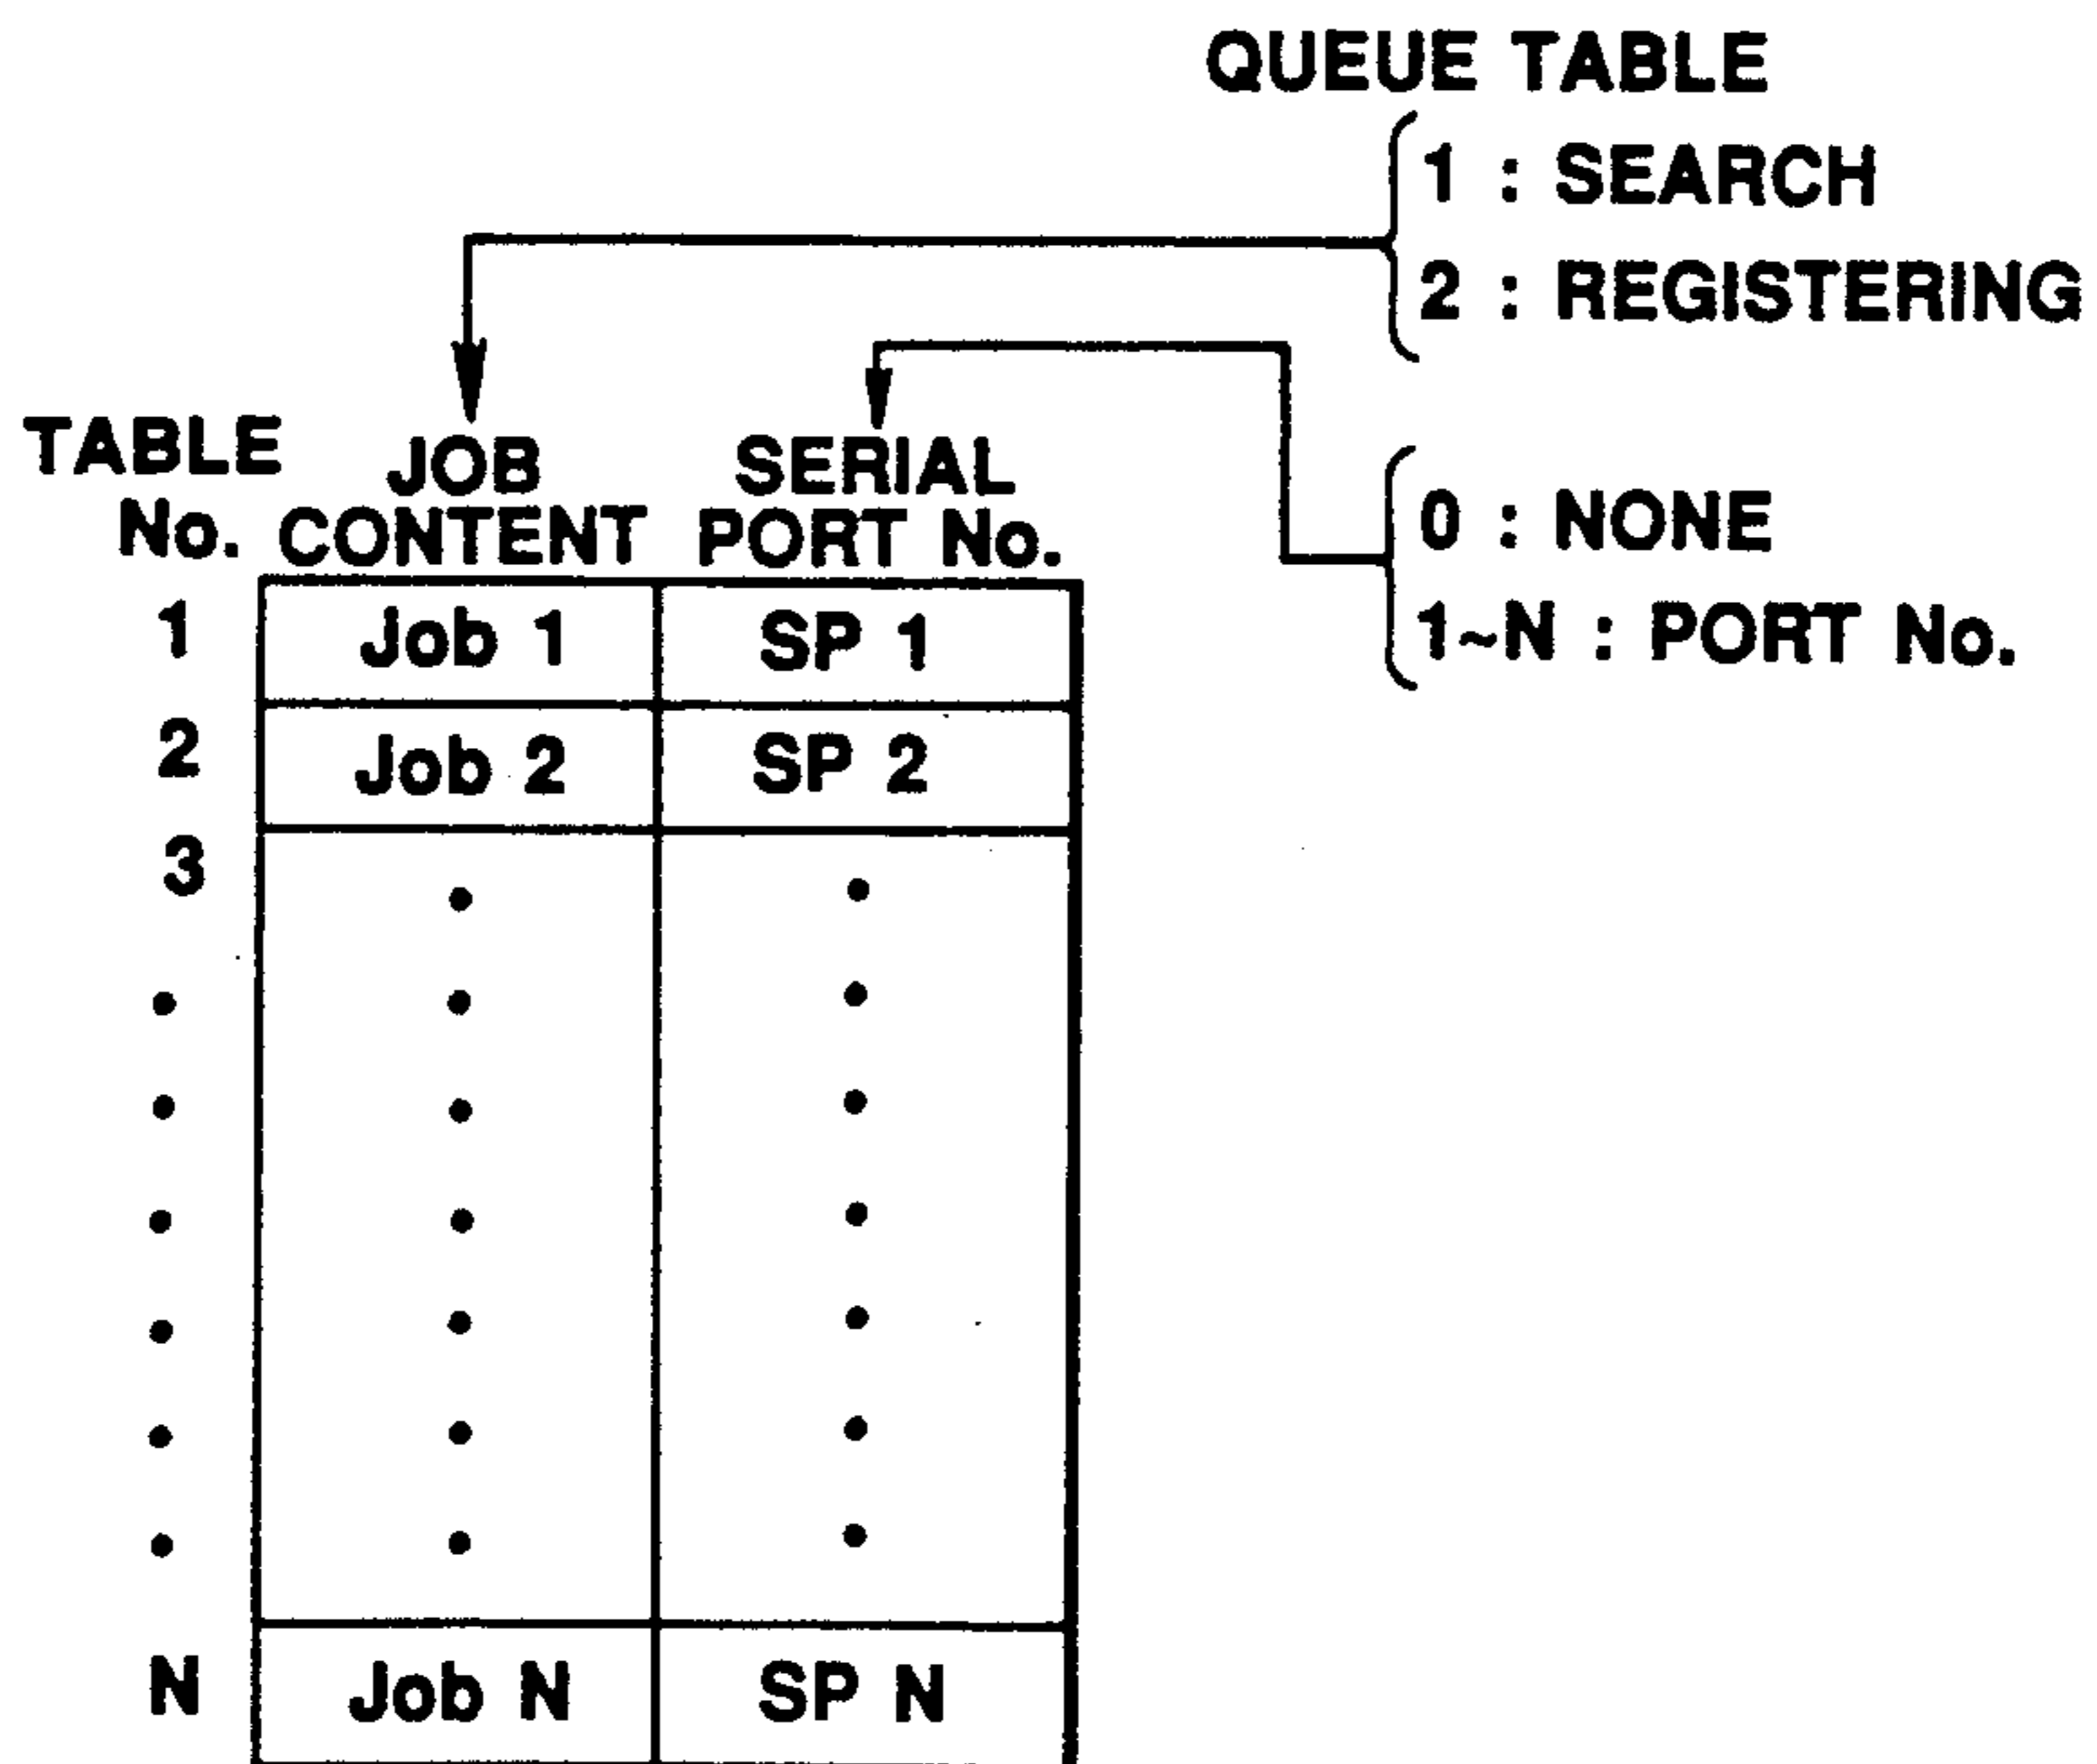 QUEUE TABLE
1 : SEARCH
2 : REGISTERING
0 : NONE
1~N : PORT No.
TABLE No.
JOB CONTENT
SERIAL PORT No.
1 Job 1 SP 1
2 Job 2 SP 2
3
N Job N SP N